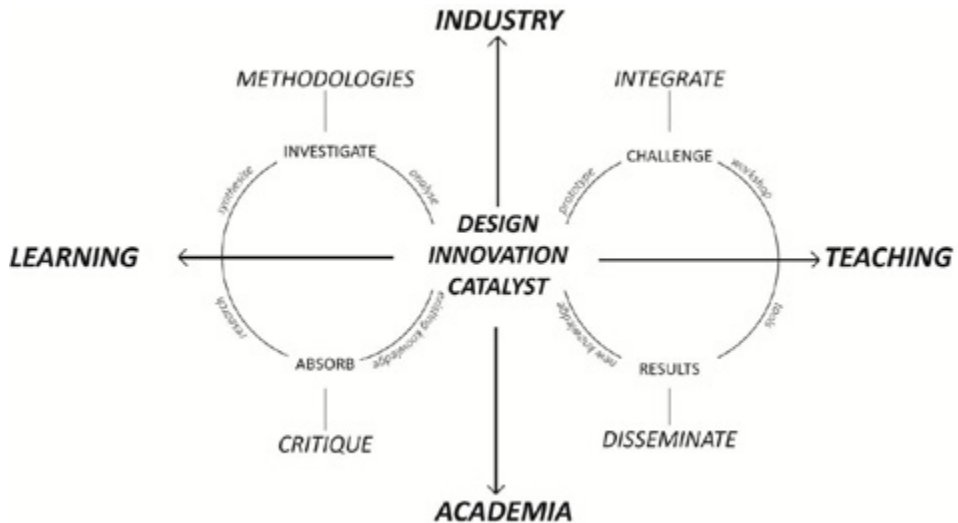 INDUSTRY
METHODOLOGIES
INTEGRATE
INVESTIGATE
CHALLENGE
sythesise
analyse
prototype
workshop
DESIGN
INNOVATION
CATALYST
LEARNING
TEACHING
research
existing knowledge
new knowledge
tools
ABSORB
RESULTS
CRITIQUE
DISSEMINATE
ACADEMIA